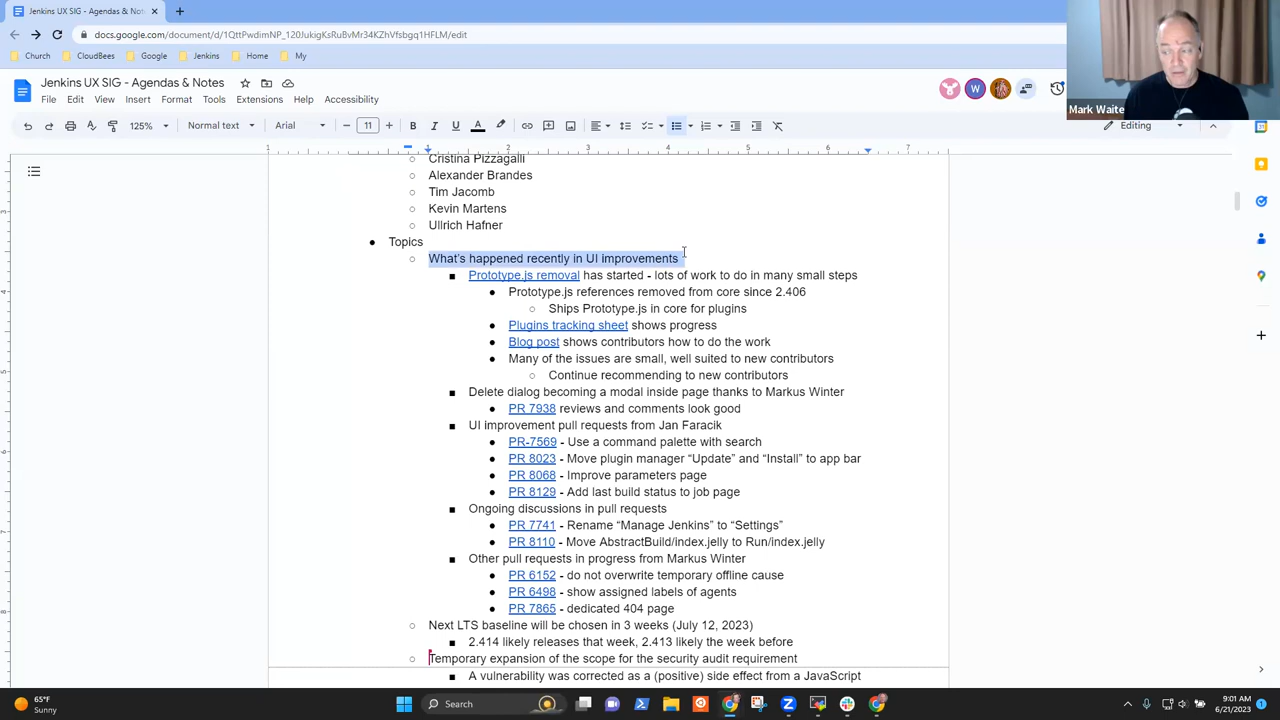 Jenkins UX SIG - Agendas & Notes
docs.google.com/document/d/1QttPwdimNP_120JukigKsRuBvMr34KZhVfsbgq1HFLM/edit
Church
CloudBees
Google
Jenkins
Home
My
Jenkins UX SIG - Agendas & Notes
File Edit View Insert Format Tools Extensions Help Accessibility
W
125% Normal text Arial 11 Editing
Mark Waite
1 1 2 3 4 5 6 7
Cristina Pizzagalli
Alexander Brandes
Tim Jacomb
Kevin Martens
Ullrich Hafner
Topics
What's happened recently in UI improvements
Prototype.js removal has started - lots of work to do in many small steps
Prototype.js references removed from core since 2.406
Ships Prototype.js in core for plugins
Plugins tracking sheet shows progress
Blog post shows contributors how to do the work
Many of the issues are small, well suited to new contributors
Continue recommending to new contributors
Delete dialog becoming a modal inside page thanks to Markus Winter
PR 7938 reviews and comments look good
UI improvement pull requests from Jan Faracik
PR-7569 - Use a command palette with search
PR 8023 - Move plugin manager “Update” and “Install” to app bar
PR 8068 - Improve parameters page
PR 8129 - Add last build status to job page
Ongoing discussions in pull requests
PR 7741 - Rename “Manage Jenkins” to “Settings”
PR 8110 - Move AbstractBuild/index.jelly to Run/index.jelly
Other pull requests in progress from Markus Winter
PR 6152 - do not overwrite temporary offline cause
PR 6498 - show assigned labels of agents
PR 7865 - dedicated 404 page
Next LTS baseline will be chosen in 3 weeks (July 12, 2023)
2.414 likely releases that week, 2.413 likely the week before
Temporary expansion of the scope for the security audit requirement
A vulnerability was corrected as a (positive) side effect from a JavaScript
65°F
Sunny
Search
9:01 AM
6/21/2023